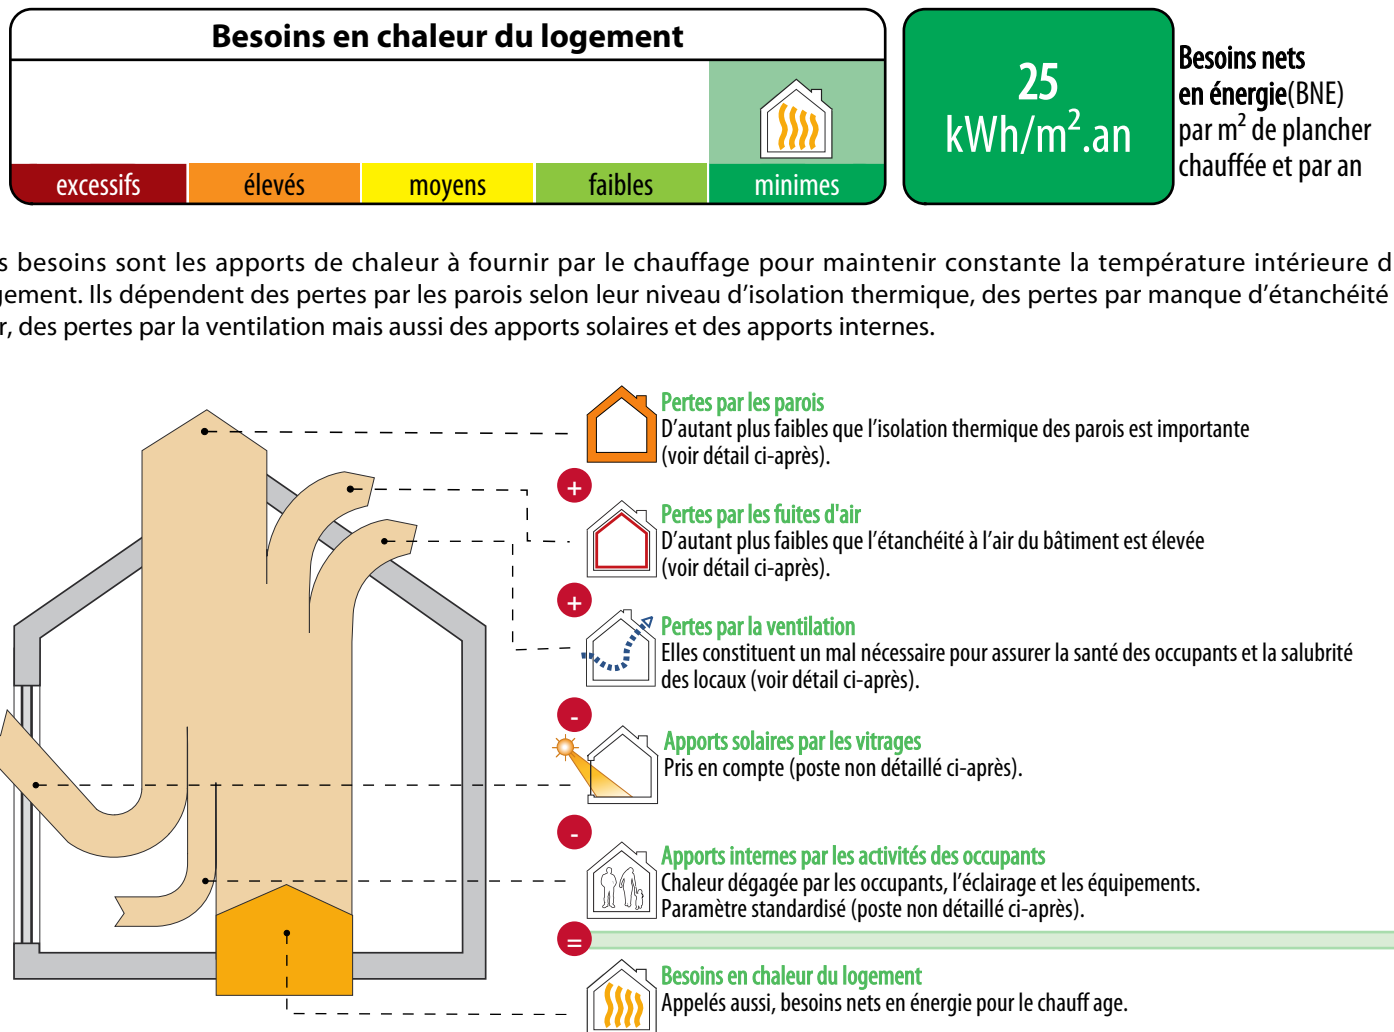 Besoins en chaleur du logement
excessifs
élevés
moyens
faibles
minimes
25
kWh/m².an
Besoins nets
en énergie(BNE)
par m² de plancher
chauffée et par an
besoins sont les apports de chaleur à fournir par le chauffage pour maintenir constante la température intérieure
Ils dépendent des pertes par les parois selon leur niveau d’isolation thermique, des pertes par manque d’étanchéité
des pertes par la ventilation mais aussi des apports solaires et des apports internes.
Pertes par les parois
D’autant plus faibles que l’isolation thermique des parois est importante
(voir détail ci-après).
+
Pertes par les fuites d'air
D’autant plus faibles que l’étanchéité à l’air du bâtiment est élevée
(voir détail ci-après).
+
Pertes par la ventilation
Elles constituent un mal nécessaire pour assurer la santé des occupants et la salubrité
des locaux (voir détail ci-après).
-
Apports solaires par les vitrages
Pris en compte (poste non détaillé ci-après).
-
Apports internes par les activités des occupants
Chaleur dégagée par les occupants, l’éclairage et les équipements.
Paramètre standardisé (poste non détaillé ci-après).
=
Besoins en chaleur du logement
Appelés aussi, besoins nets en énergie pour le chauff age.